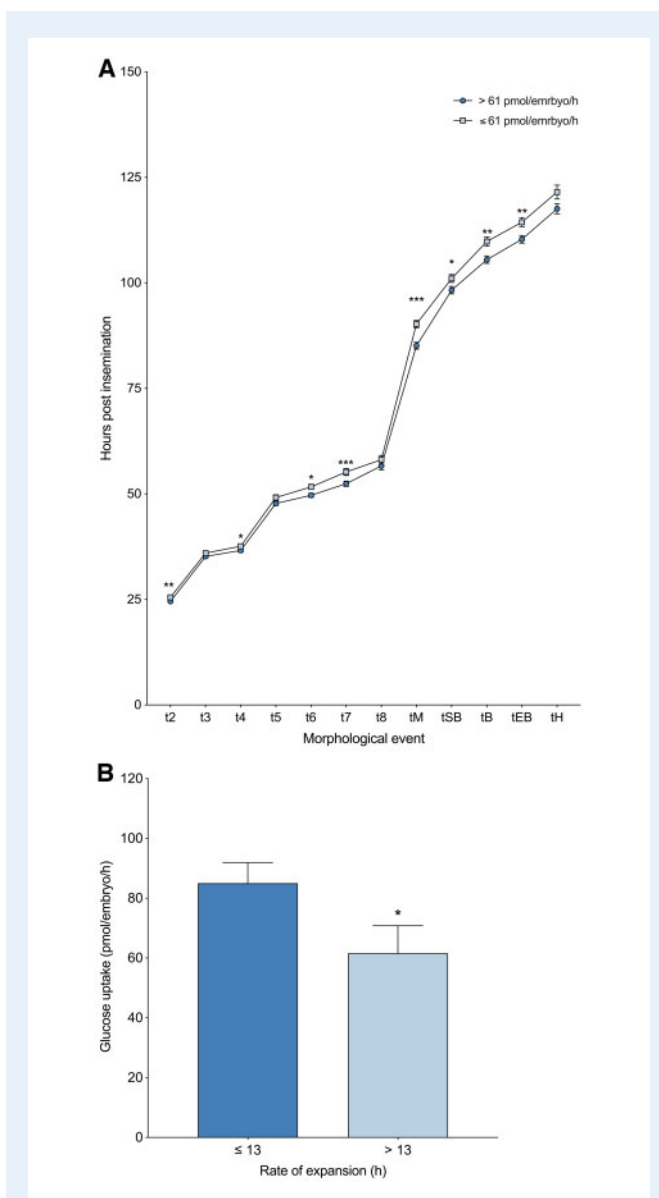 A
150
> 61 pmol/emrbyo/h
≤ 61 pmol/emrbyo/h
125
**
**
*
100
***
Hours post insemination
75
***
*
50
*
**
25
0
t2 t3 t4 t5 t6 t7 t8 tM tSB tB tEB tH
Morphological event
B
120
100
80
*
Glucose uptake (pmol/embryo/h)
60
40
20
0
≤ 13 > 13
Rate of expansion (h)